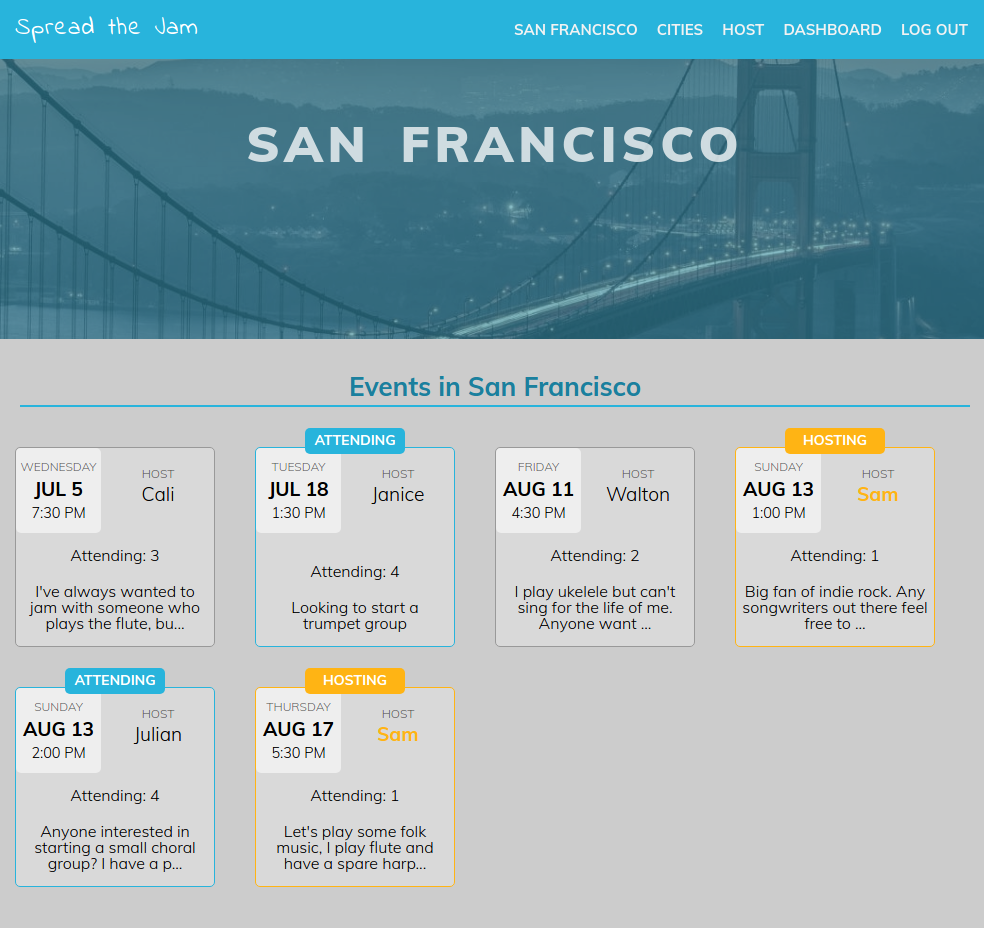 Spread the Jam
SAN FRANCISCO CITIES HOST DASHBOARD LOG OUT
SAN FRANCISCO
Events in San Francisco
WEDNESDAY
JUL 5
7:30 PM
HOST
Cali
Attending: 3
I've always wanted to
jam with someone who
plays the flute, bu...
ATTENDING
TUESDAY
JUL 18
1:30 PM
HOST
Janice
Attending: 4
Looking to start a
trumpet group
FRIDAY
AUG 11
4:30 PM
HOST
Walton
Attending: 2
I play ukelele but can't
sing for the life of me.
Anyone want ...
HOSTING
SUNDAY
AUG 13
1:00 PM
HOST
Sam
Attending: 1
Big fan of indie rock. Any
songwriters out there feel
free to ...
ATTENDING
SUNDAY
AUG 13
2:00 PM
HOST
Julian
Attending: 4
Anyone interested in
starting a small choral
group? I have a p...
HOSTING
THURSDAY
AUG 17
5:30 PM
HOST
Sam
Attending: 1
Let's play some folk
music, I play flute and
have a spare harp...